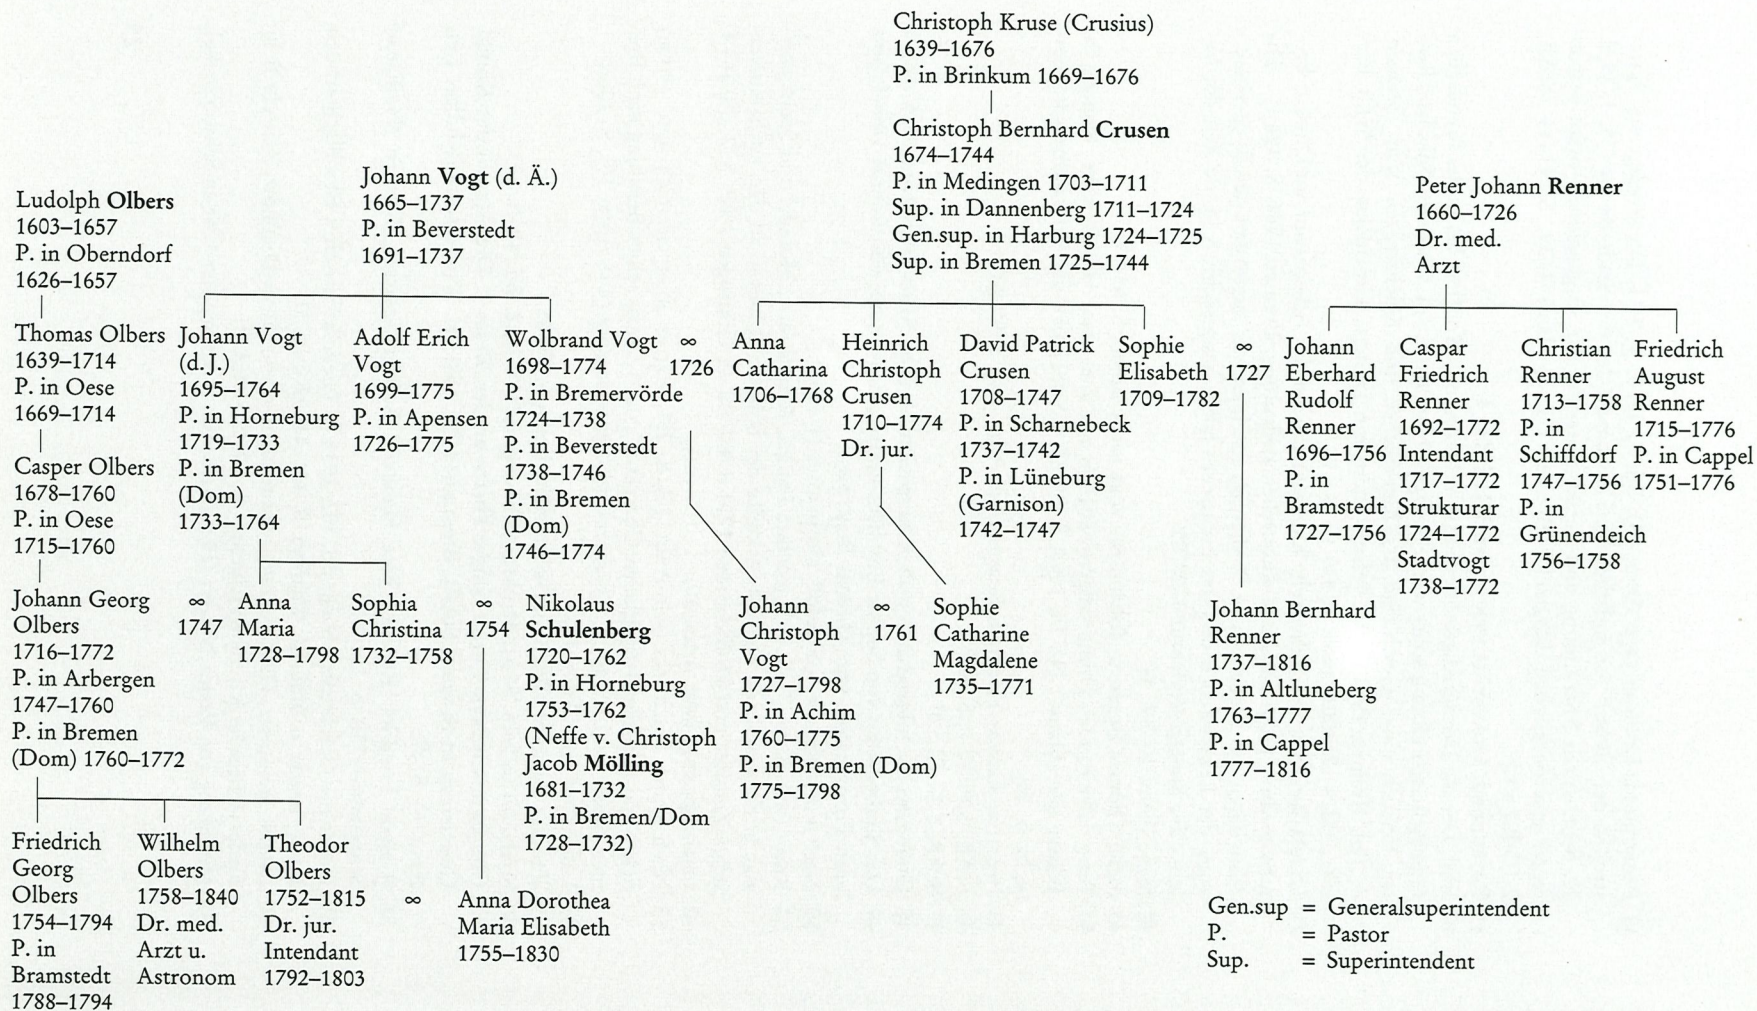 Christoph Kruse (Crusius)
1639–1676
P. in Brinkum 1669–1676
Christoph Bernhard Crusen
1674–1744
P. in Medingen 1703–1711
Sup. in Dannenberg 1711–1724
Gen.sup. in Harburg 1724–1725
Sup. in Bremen 1725–1744
Ludolph Olbers
1603–1657
P. in Oberndorf
1626–1657
Johann Vogt (d. Ä.)
1665–1737
P. in Beverstedt
1691–1737
Peter Johann Renner
1660–1726
Dr. med.
Arzt
Thomas Olbers
1639–1714
P. in Oese
1669–1714
Casper Olbers
1678–1760
P. in Oese
1715–1760
Johann Vogt
(d.J.)
1695–1764
P. in Horneburg
1719–1733
P. in Bremen
(Dom)
1733–1764
Adolf Erich
Vogt
1699–1775
P. in Apensen
1726–1775
Wolbrand Vogt
1698–1774
P. in Bremervörde
1724–1738
P. in Beverstedt
1738–1746
P. in Bremen
(Dom)
1746–1774
∞
1726
Anna
Catharina
1706–1768
Heinrich
Christoph
Crusen
1710–1774
Dr. jur.
David Patrick
Crusen
1708–1747
P. in Scharnebeck
1737–1742
P. in Lüneburg
(Garnison)
1742–1747
Sophie
Elisabeth
1709–1782
∞
1727
Johann
Eberhard
Rudolf
Renner
1696–1756
P. in
Bramstedt
1727–1756
Caspar
Friedrich
Renner
1692–1772
Intendant
1717–1772
Strukturar
1724–1772
Stadtvogt
1738–1772
Christian
Renner
1713–1758
P. in
Schiffdorf
1747–1756
P. in
Grünendeich
1756–1758
Friedrich
August
Renner
1715–1776
P. in Cappel
1751–1776
Johann Georg
Olbers
1716–1772
P. in Arbergen
1747–1760
P. in Bremen
(Dom) 1760–1772
∞
1747
Anna
Maria
1728–1798
Sophia
Christina
1732–1758
∞
1754
Nikolaus
Schulenberg
1720–1762
P. in Horneburg
1753–1762
(Neffe v. Christoph
Jacob Mölling
1681–1732
P. in Bremen/Dom
1728–1732)
Johann
Christoph
Vogt
1727–1798
P. in Achim
1760–1775
P. in Bremen (Dom)
1775–1798
∞
1761
Sophie
Catharine
Magdalene
1735–1771
Johann Bernhard
Renner
1737–1816
P. in Altluneberg
1763–1777
P. in Cappel
1777–1816
Friedrich
Georg
Olbers
1754–1794
P. in
Bramstedt
1788–1794
Wilhelm
Olbers
1758–1840
Dr. med.
Arzt u.
Astronom
Theodor
Olbers
1752–1815
Dr. jur.
Intendant
1792–1803
∞
Anna Dorothea
Maria Elisabeth
1755–1830
Gen.sup = Generalsuperintendent
P. = Pastor
Sup. = Superintendent